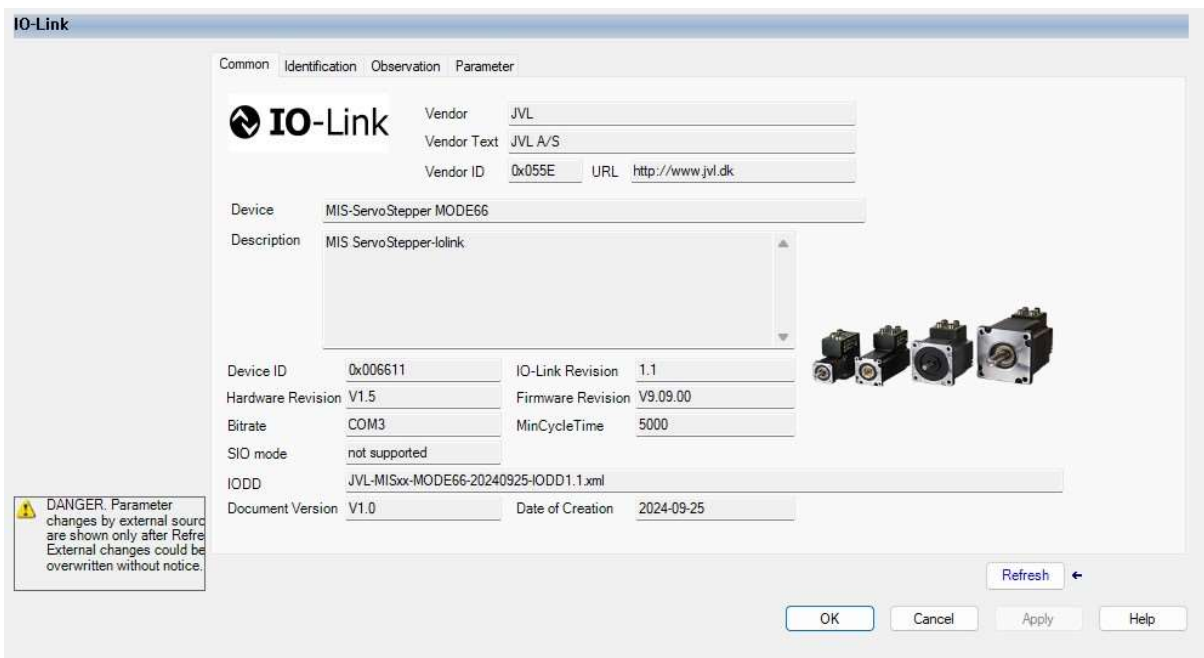 IO-Link
Common Identification Observation Parameter
IO-Link
Vendor JVL
Vendor Text JVL A/S
Vendor ID 0x055E URL http://www.jvl.dk
Device MIS-ServoStepper MODE66
Description MIS ServoStepper-Iolink
Device ID 0x006611 IO-Link Revision 1.1
Hardware Revision V1.5 Firmware Revision V9.09.00
Bitrate COM3 MinCycleTime 5000
SIO mode not supported
IODD JVL-MISxx-MODE66-20240925-IODD1.1.xml
Document Version V1.0 Date of Creation 2024-09-25
DANGER. Parameter
changes by external sourc
are shown only after Refre
External changes could be
overwritten without notice.
Refresh
OK Cancel Apply Help